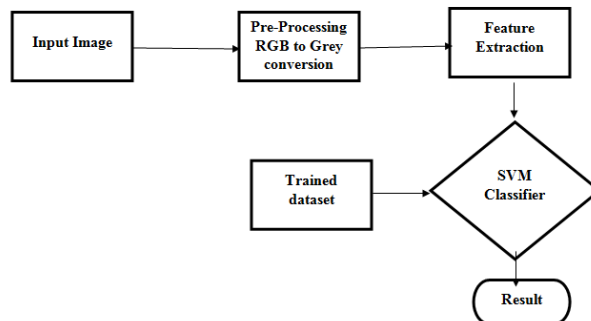 Input Image
Pre-Processing
RGB to Grey
conversion
Feature
Extraction
Trained
dataset
SVM
Classifier
Result